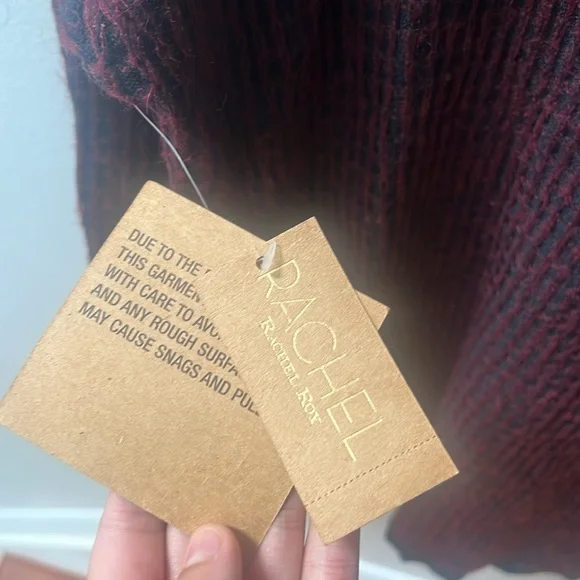 DUE TO THE
THIS GARMEN
WITH CARE TO AVO
AND ANY ROUGH SURFA
MAY CAUSE SNAGS AND PUL
RACHEL
RACHEL ROY